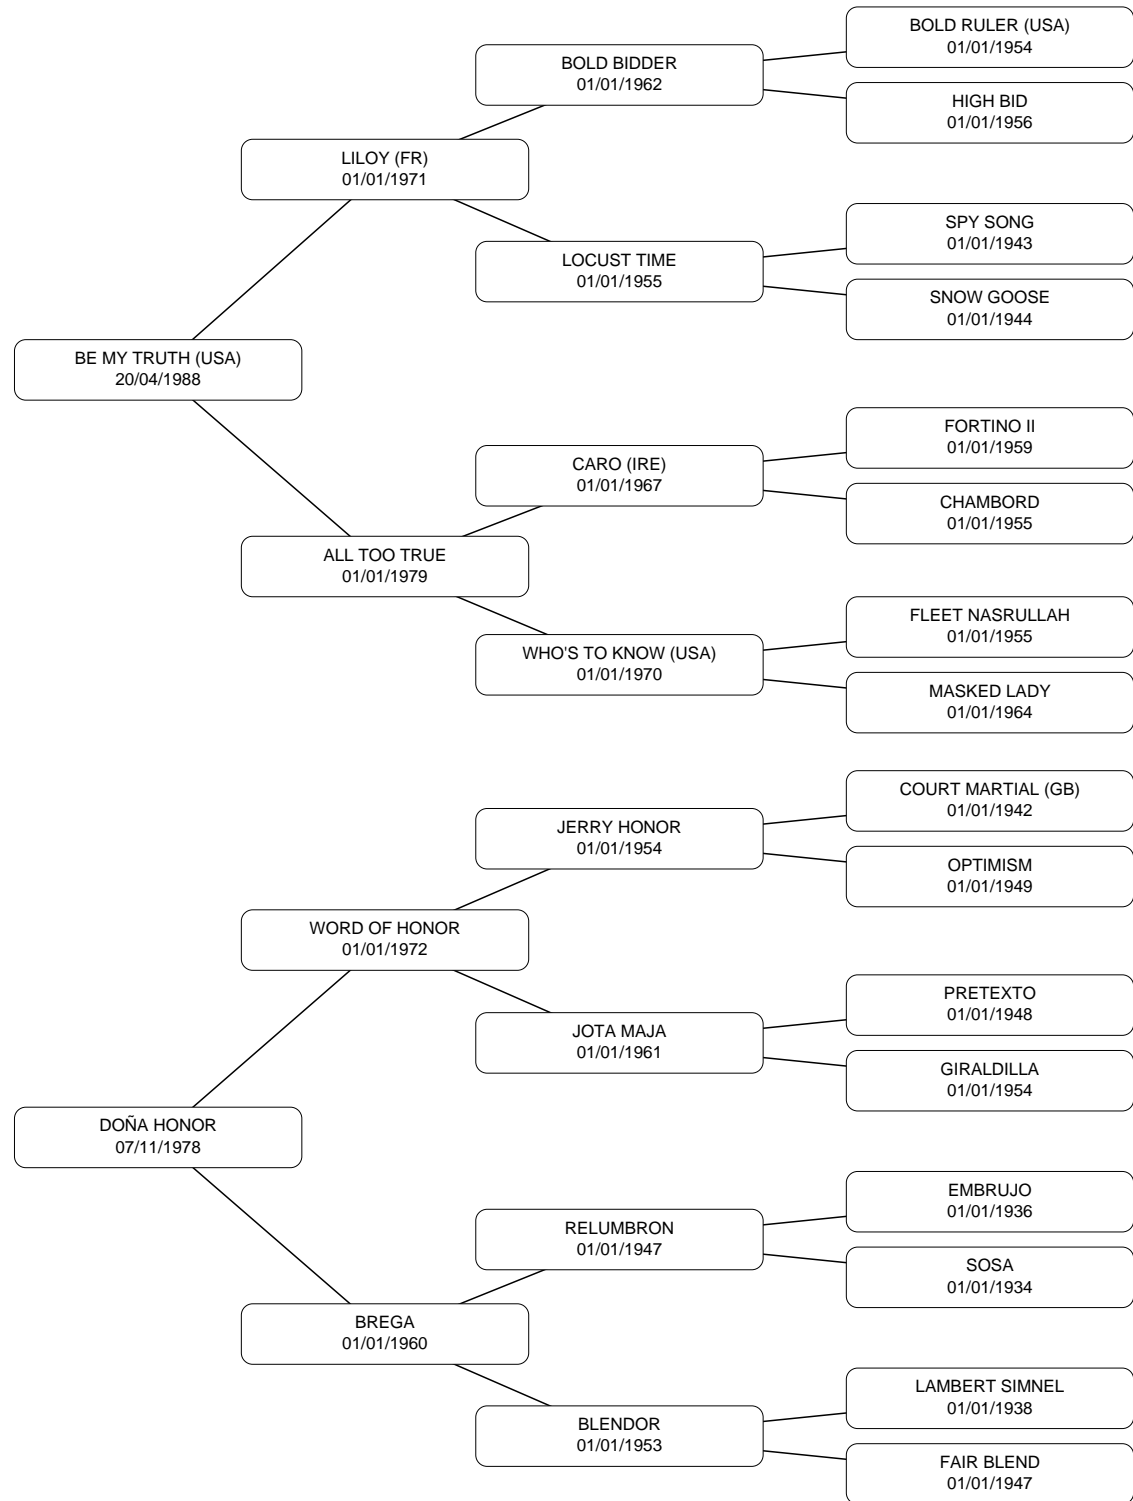 BOLD RULER (USA)
01/01/1954
BOLD BIDDER
01/01/1962
HIGH BID
01/01/1956
LILOY (FR)
01/01/1971
SPY SONG
01/01/1943
LOCUST TIME
01/01/1955
SNOW GOOSE
01/01/1944
BE MY TRUTH (USA)
20/04/1988
FORTINO II
01/01/1959
CARO (IRE)
01/01/1967
CHAMBORD
01/01/1955
ALL TOO TRUE
01/01/1979
FLEET NASRULLAH
01/01/1955
WHO'S TO KNOW (USA)
01/01/1970
MASKED LADY
01/01/1964
COURT MARTIAL (GB)
01/01/1942
JERRY HONOR
01/01/1954
OPTIMISM
01/01/1949
WORD OF HONOR
01/01/1972
PRETEXTO
01/01/1948
JOTA MAJA
01/01/1961
GIRALDILLA
01/01/1954
DOÑA HONOR
07/11/1978
EMBRUJO
01/01/1936
RELUMBRON
01/01/1947
SOSA
01/01/1934
BREGA
01/01/1960
LAMBERT SIMNEL
01/01/1938
BLENDOR
01/01/1953
FAIR BLEND
01/01/1947